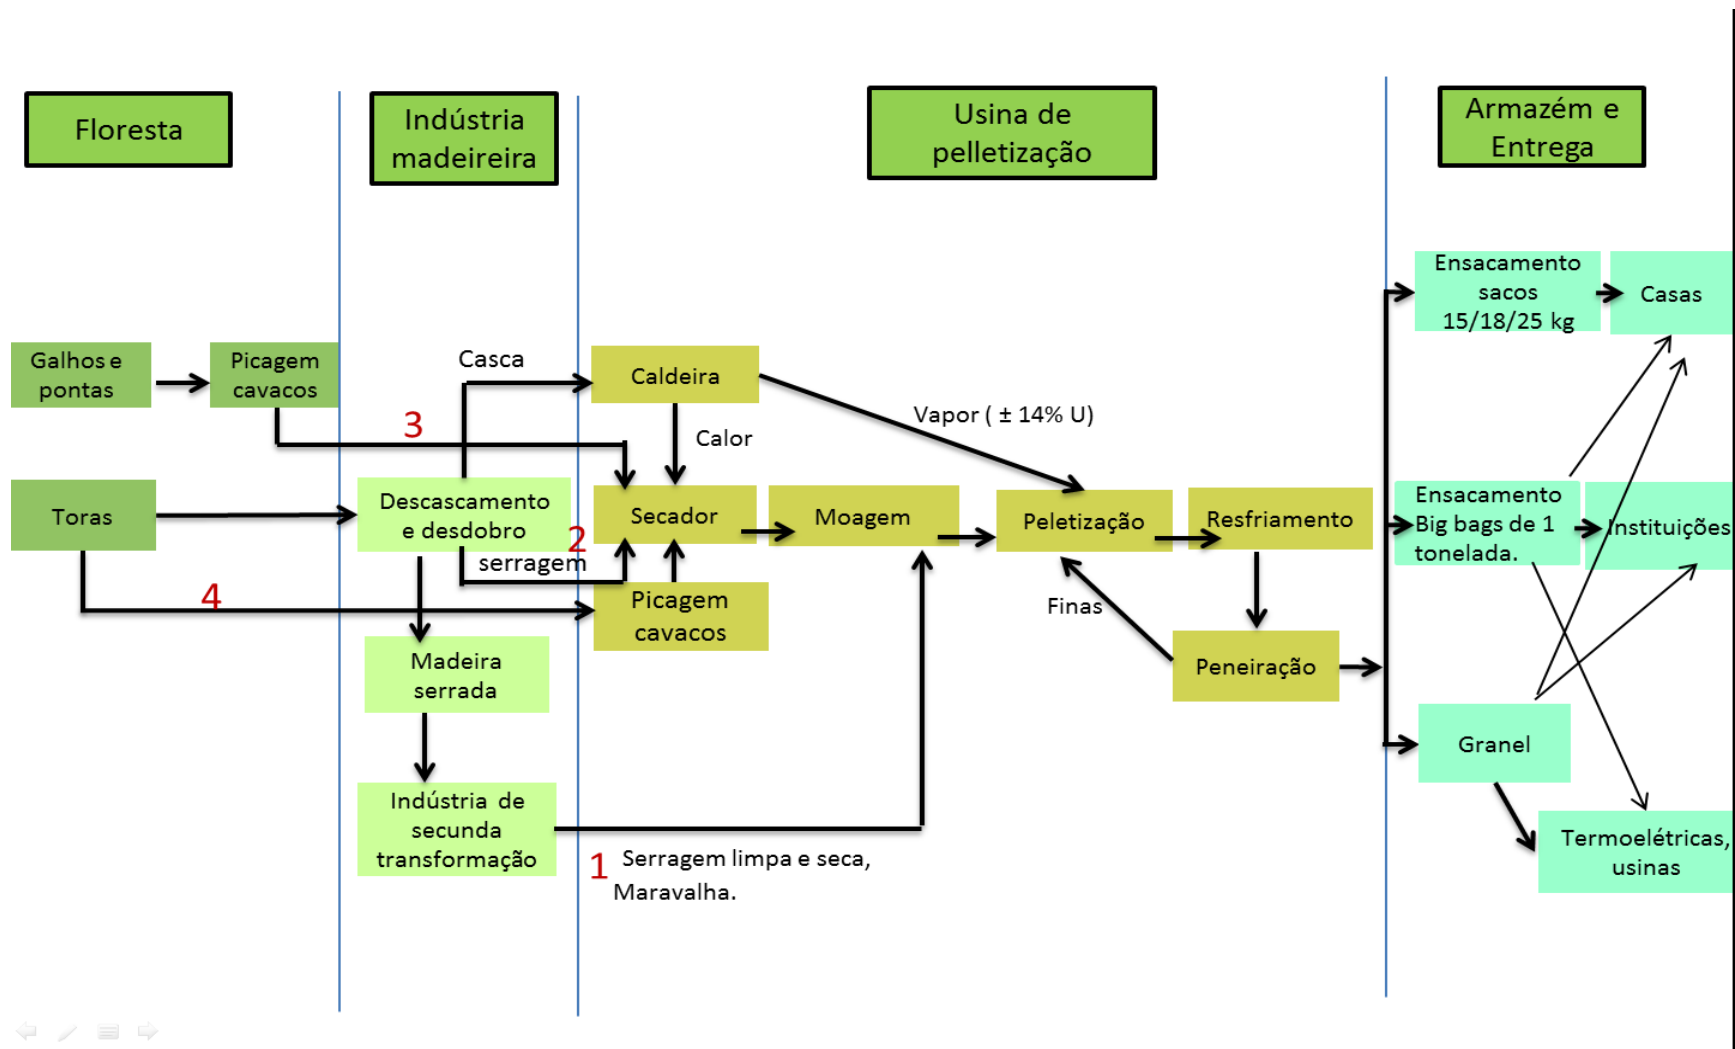 Floresta
Indústria
madeireira
Usina de
pelletização
Armazém e
Entrega
Galhos e
pontas
Picagem
cavacos
Toras
3
4
Casca
Descascamento
e desdobro
2
serragem
Madeira
serrada
Indústria de
secunda
transformação
1 Serragem limpa e seca,
Maravalha.
Caldeira
Calor
Vapor ( ± 14% U)
Secador
Moagem
Picagem
cavacos
Peletização
Resfriamento
Finas
Peneiração
Ensacamento
sacos
15/18/25 kg
Casas
Ensacamento
Big bags de 1
tonelada.
Instituições
Granel
Termoelétricas,
usinas